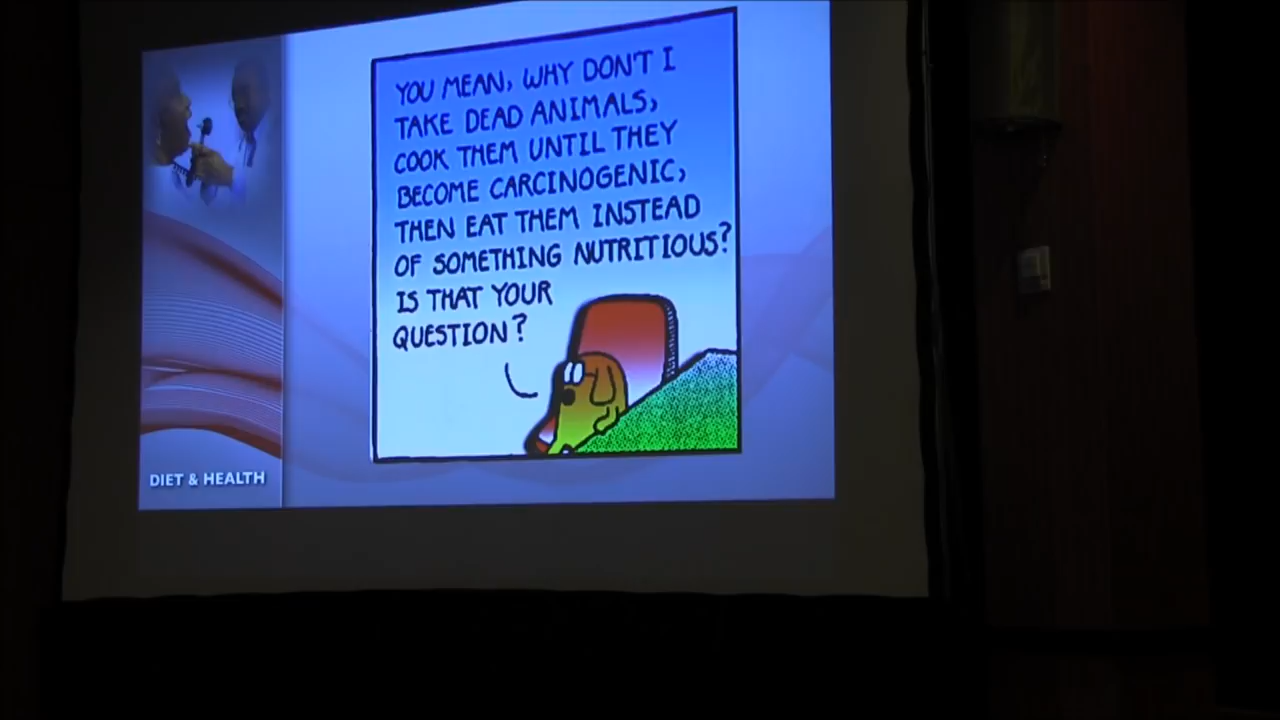 YOU MEAN, WHY DON'T I
TAKE DEAD ANIMALS,
COOK THEM UNTIL THEY
BECOME CARCINOGENIC,
THEN EAT THEM INSTEAD
OF SOMETHING NUTRITIOUS?
IS THAT YOUR
QUESTION?
DIET & HEALTH